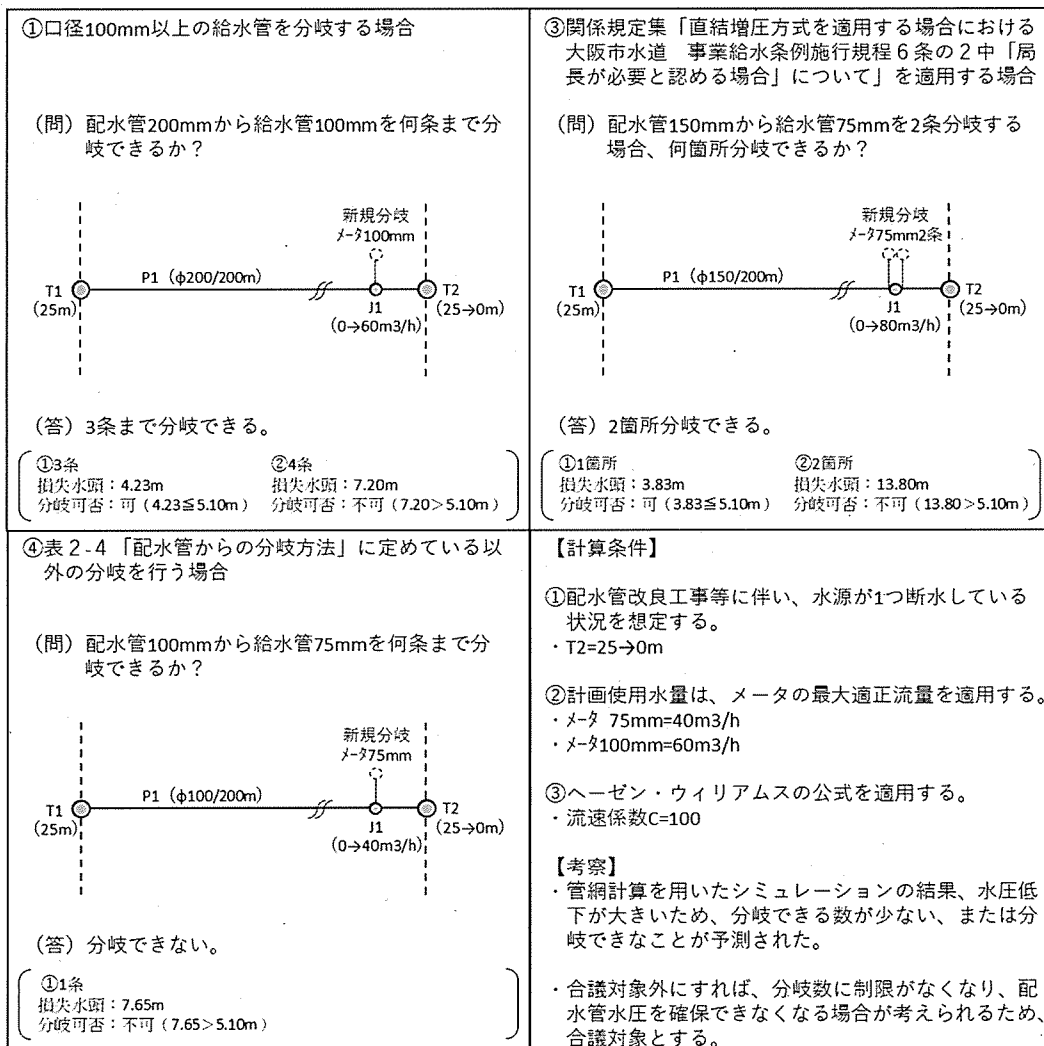 ①口径100mm以上の給水管を分岐する場合
（問）配水管200mmから給水管100mmを何条まで分
岐できるか？
新規分岐
ﾒｰﾀ100mm
P1（φ200/200m）
T1
(25m)
J1
(0→60m3/h)
T2
(25→0m)
（答）3条まで分岐できる。
①3条
損失水頭：4.23m
分岐可否：可（4.23≦5.10m）
②4条
損失水頭：7.20m
分岐可否：不可（7.20＞5.10m）
③関係規定集「直結増圧方式を適用する場合における
大阪市水道　事業給水条例施行規程６条の２中「局
長が必要と認める場合」について」を適用する場合
（問）配水管150mmから給水管75mmを2条分岐する
場合、何箇所分岐できるか？
新規分岐
ﾒｰﾀ75mm2条
P1（φ150/200m）
T1
(25m)
J1
(0→80m3/h)
T2
(25→0m)
（答）2箇所分岐できる。
①1箇所
損失水頭：3.83m
分岐可否：可（3.83≦5.10m）
②2箇所
損失水頭：13.80m
分岐可否：不可（13.80＞5.10m）
④表２-４「配水管からの分岐方法」に定めている以
外の分岐を行う場合
（問）配水管100mmから給水管75mmを何条まで分
岐できるか？
新規分岐
ﾒｰﾀ75mm
P1（φ100/200m）
T1
(25m)
J1
(0→40m3/h)
T2
(25→0m)
（答）分岐できない。
①1条
損失水頭：7.65m
分岐可否：不可（7.65＞5.10m）
【計算条件】
①配水管改良工事等に伴い、水源が1つ断水している
状況を想定する。
・T2=25→0m
②計画使用水量は、メータの最大適正流量を適用する。
・ﾒｰﾀ 75mm=40m3/h
・ﾒｰﾀ100mm=60m3/h
③ヘーゼン・ウィリアムスの公式を適用する。
・流速係数C=100
【考察】
・管網計算を用いたシミュレーションの結果、水圧低
下が大きいため、分岐できる数が少ない、または分
岐できなことが予測された。
・合議対象外にすれば、分岐数に制限がなくなり、配
水管水圧を確保できなくなる場合が考えられるため、
合議対象とする。